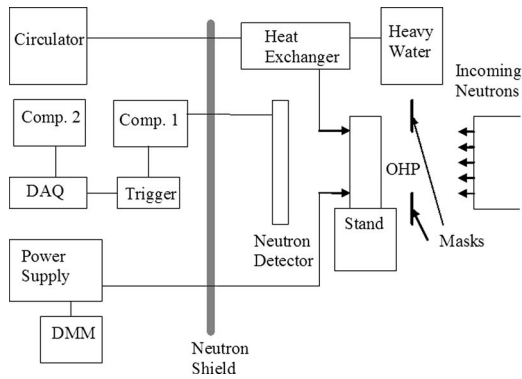 Circulator
Heat
Exchanger
Heavy
Water
Incoming
Neutrons
Comp. 2
Comp. 1
DAQ
Trigger
OHP
Stand
Neutron
Detector
Masks
Power
Supply
DMM
Neutron
Shield